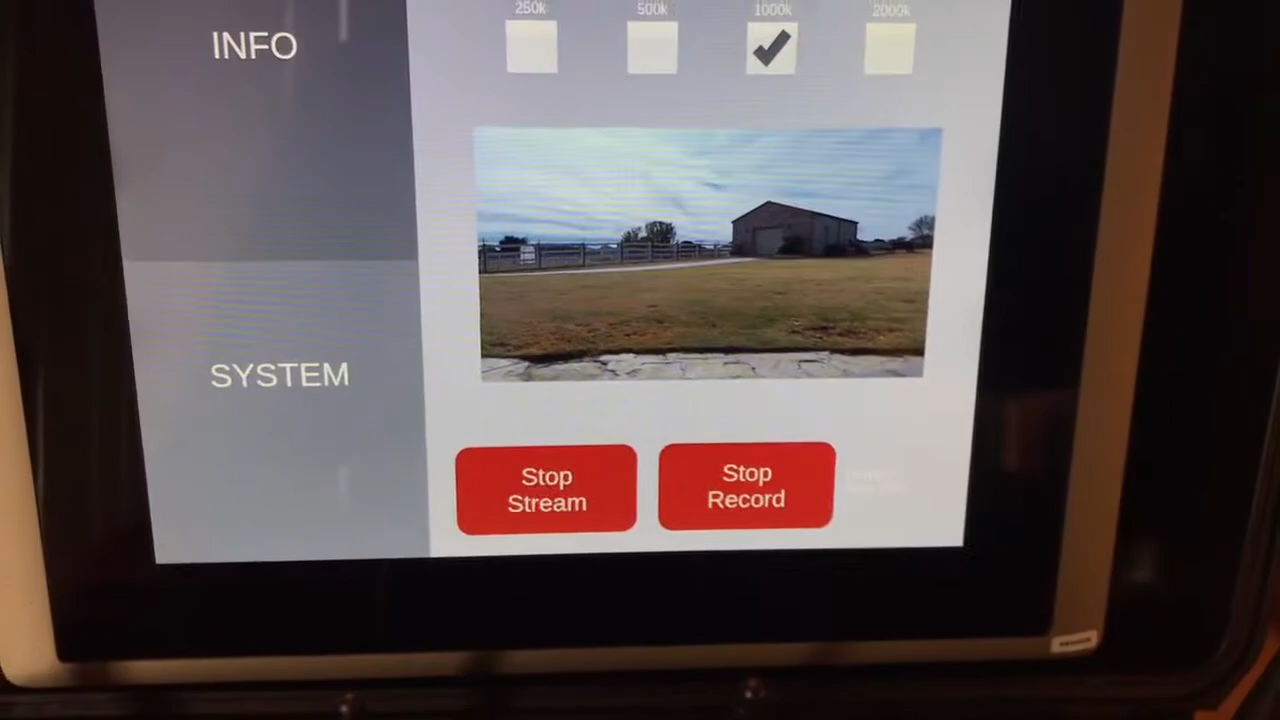 250k 500k 1000k 2000k
INFO
SYSTEM
Stop
Stream
Stop
Record